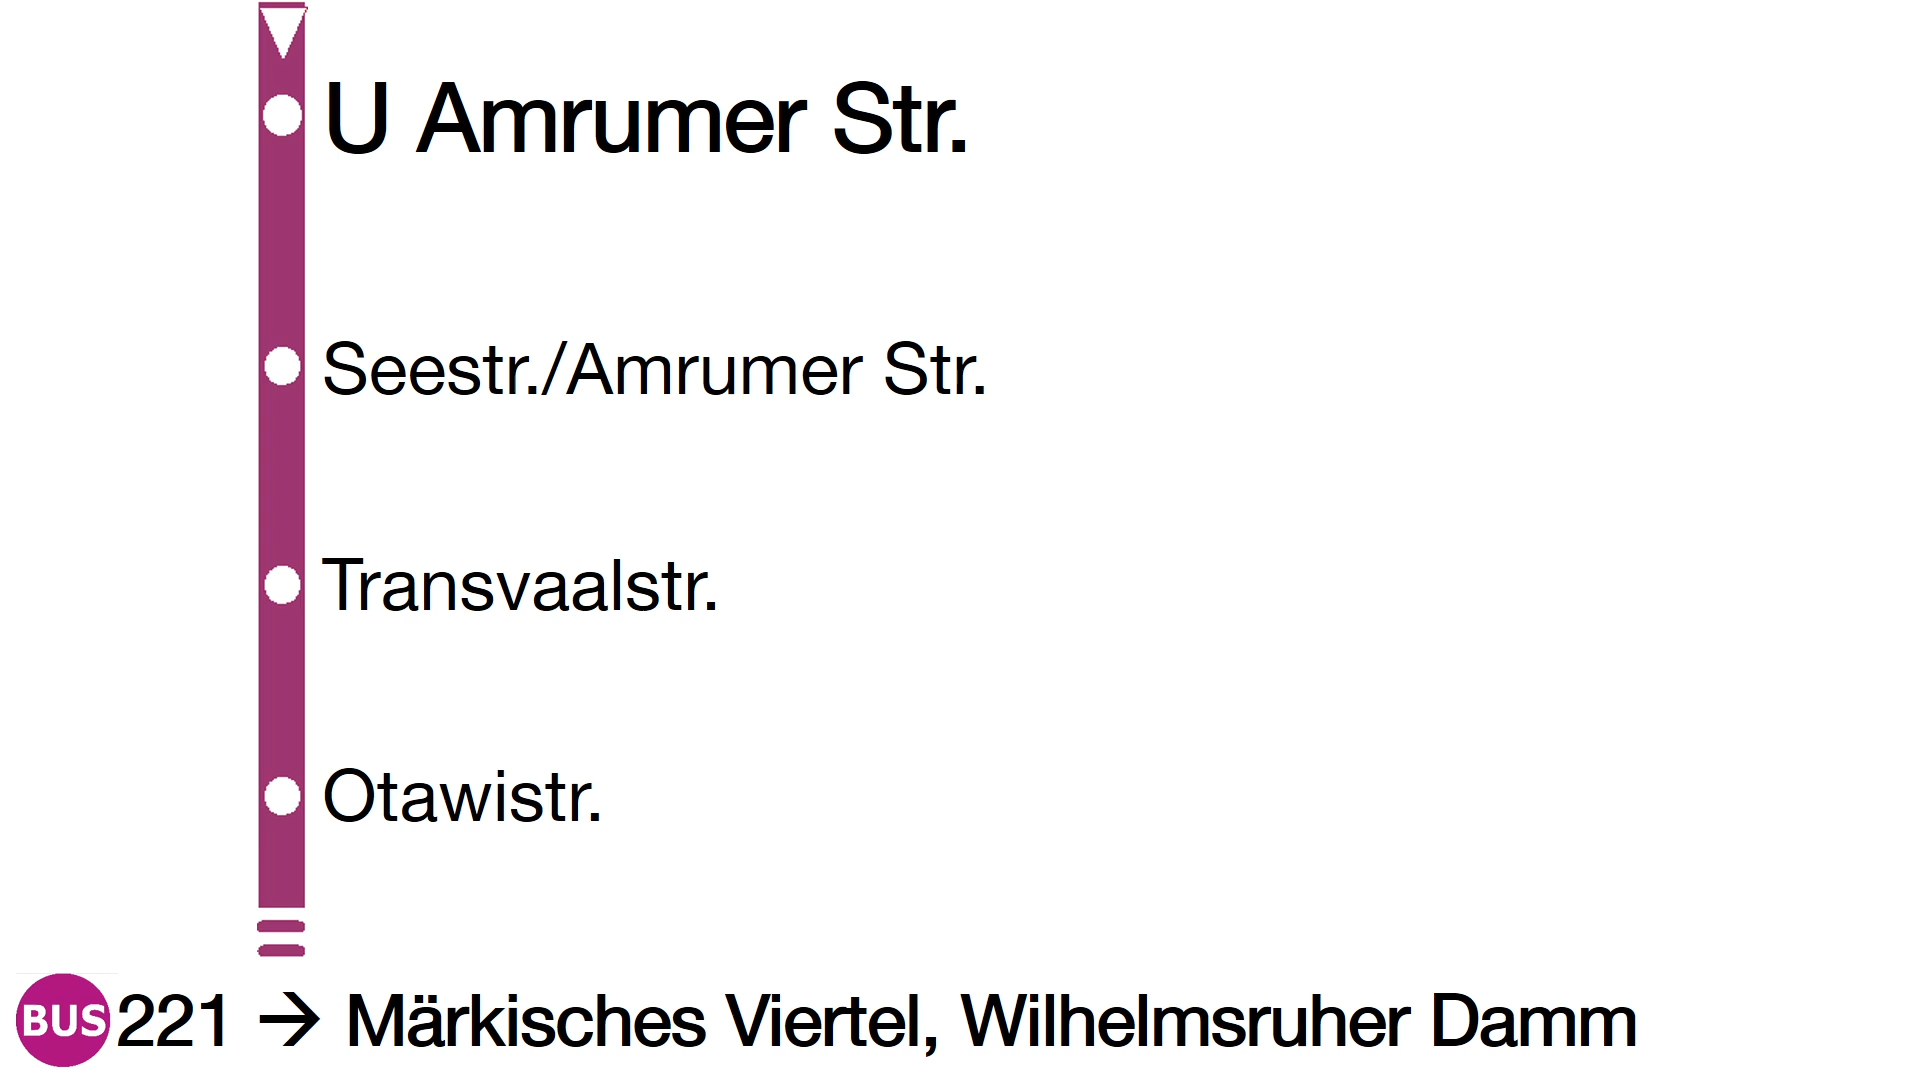 U Amrumer Str.
Seestr./Amrumer Str.
Transvaalstr.
Otawistr.
BUS 221 → Märkisches Viertel, Wilhelmsruher Damm